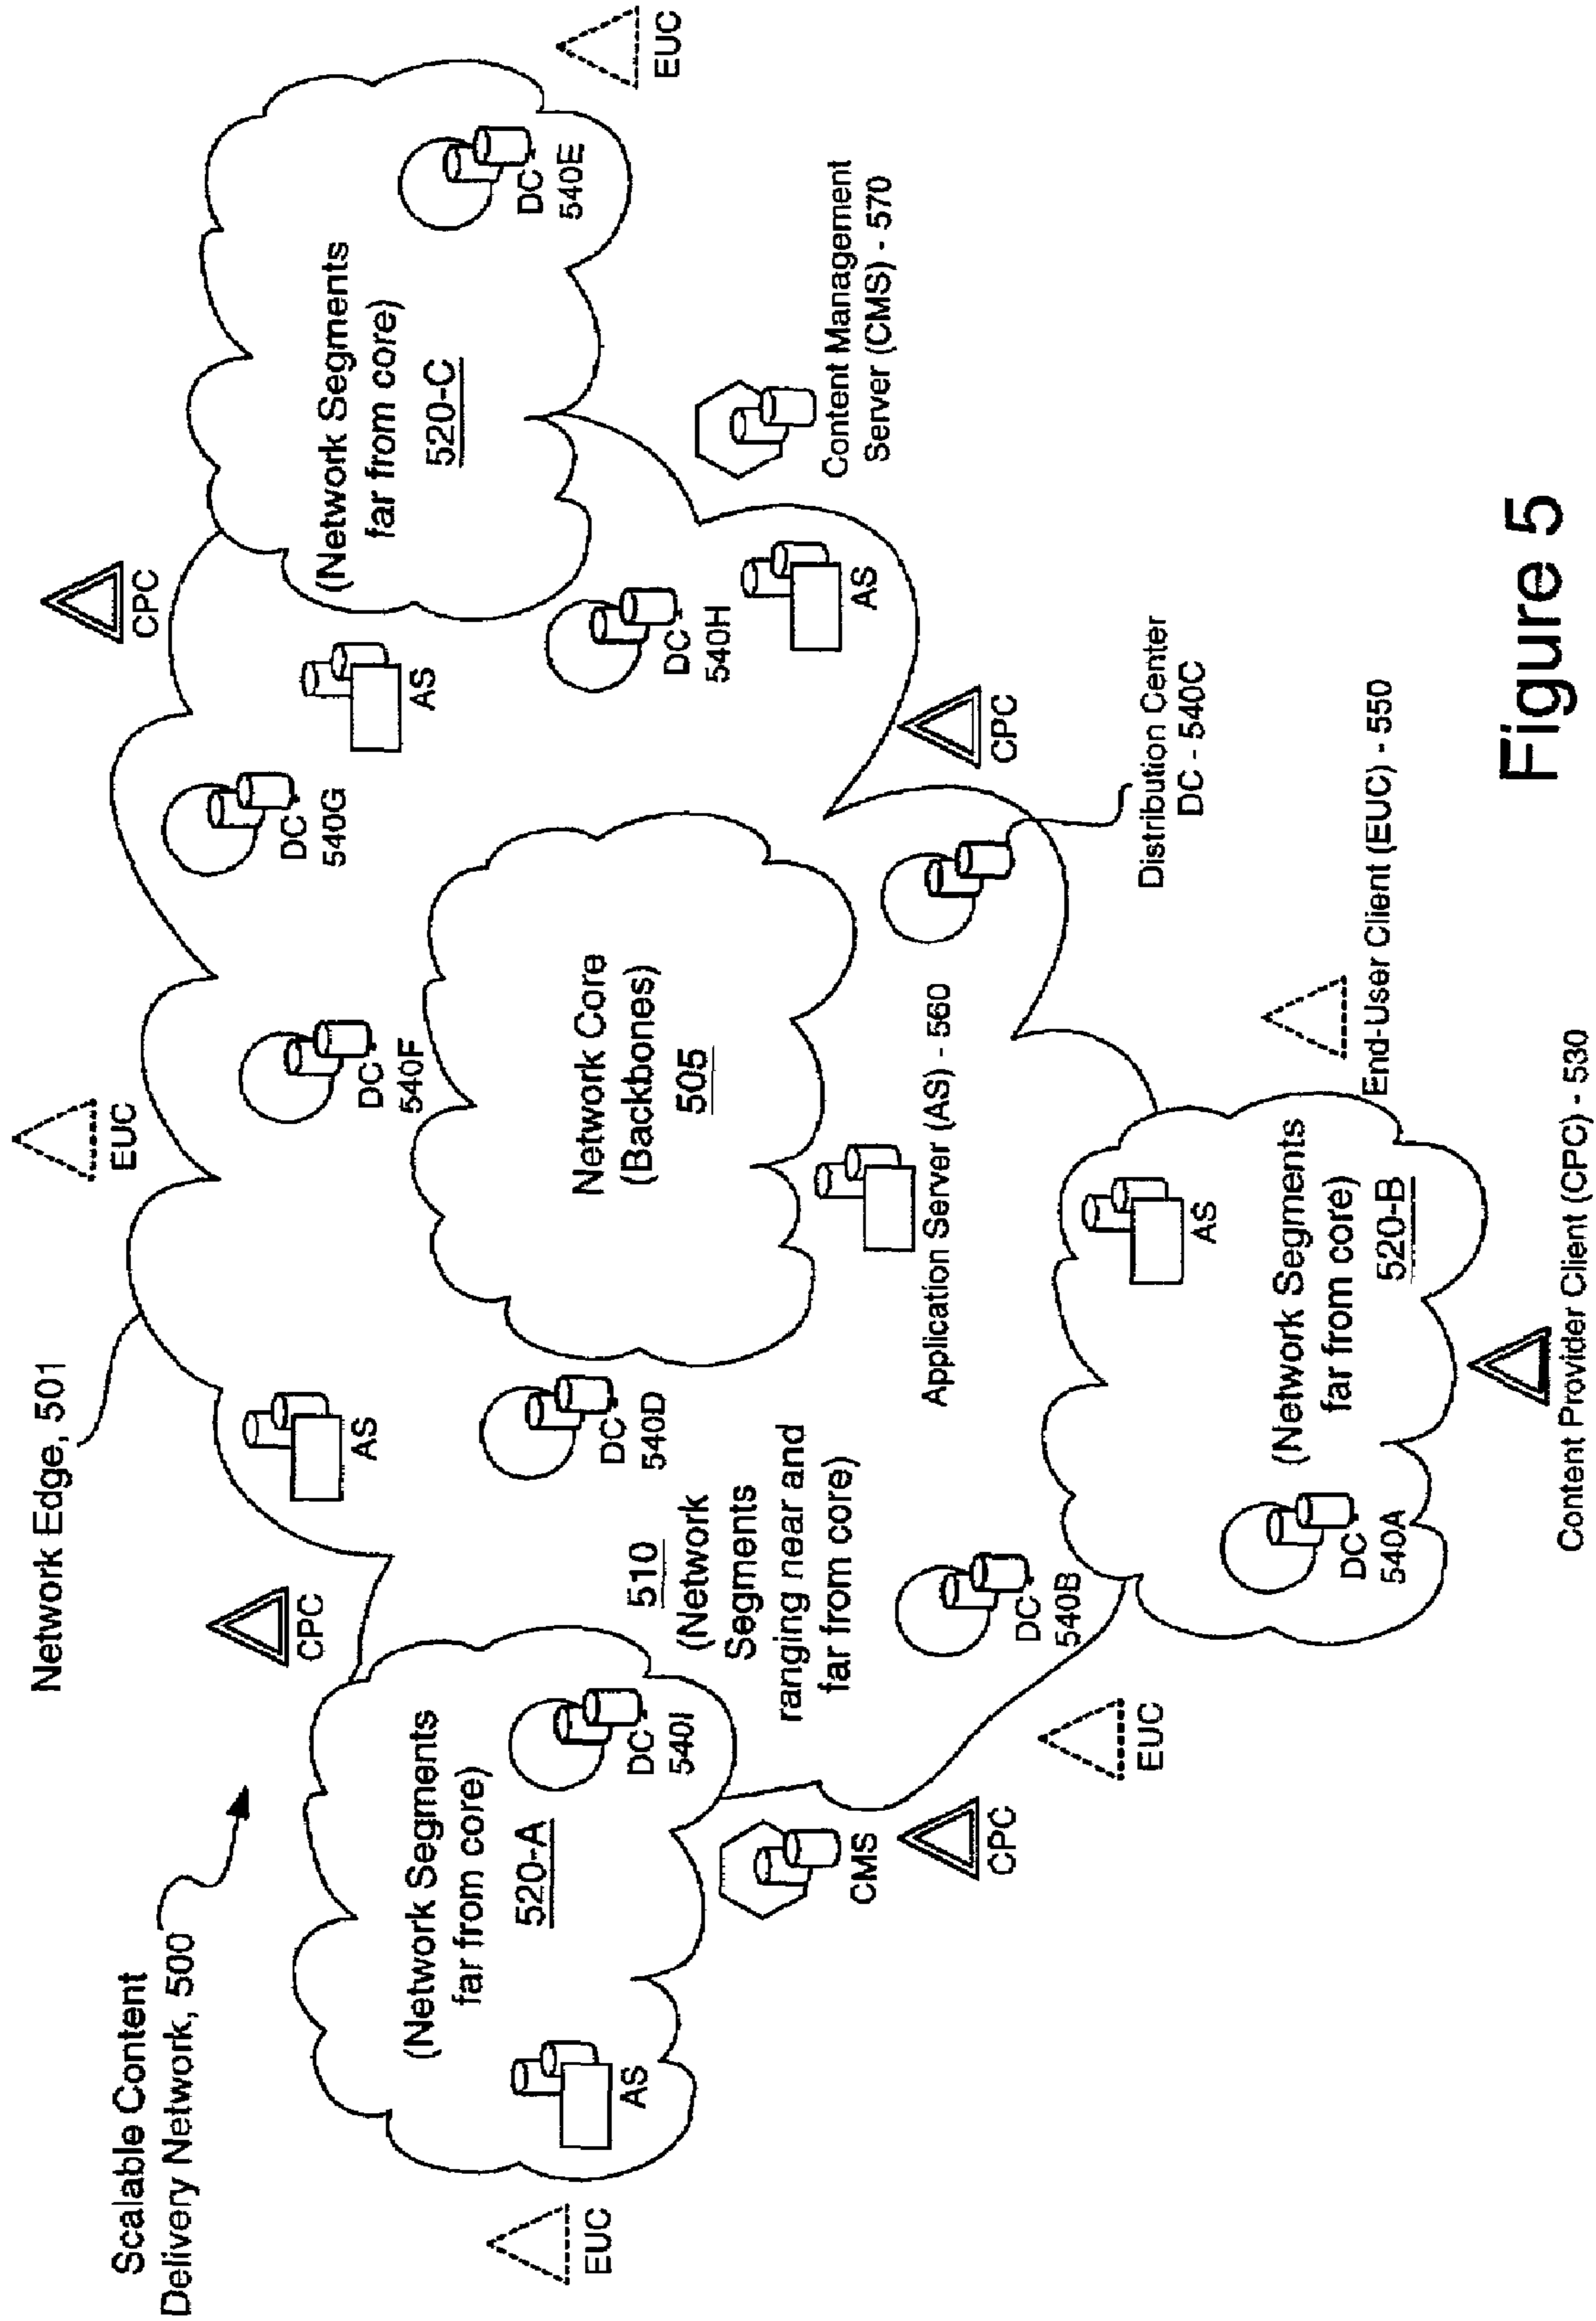 Scalable Content
Delivery Network, 500
Network Edge, 501
EUC
CPC
EUC
CPC
(Network Segments
far from core)
520-A
AS
DC
540I
AS
DC
540D
DC
540F
DC
540G
AS
(Network Segments
far from core)
520-C
DC
540E
EUC
510
(Network
Segments
ranging near and
far from core)
Network Core
(Backbones)
505
DC
540H
AS
CMS
CPC
DC
540B
Application Server (AS) - 560
CPC
Content Management
Server (CMS) - 570
EUC
AS
Distribution Center
DC - 540C
(Network Segments
far from core)
520-B
DC
540A
End-User Client (EUC) - 550
Content Provider Client (CPC) - 530
Figure 5